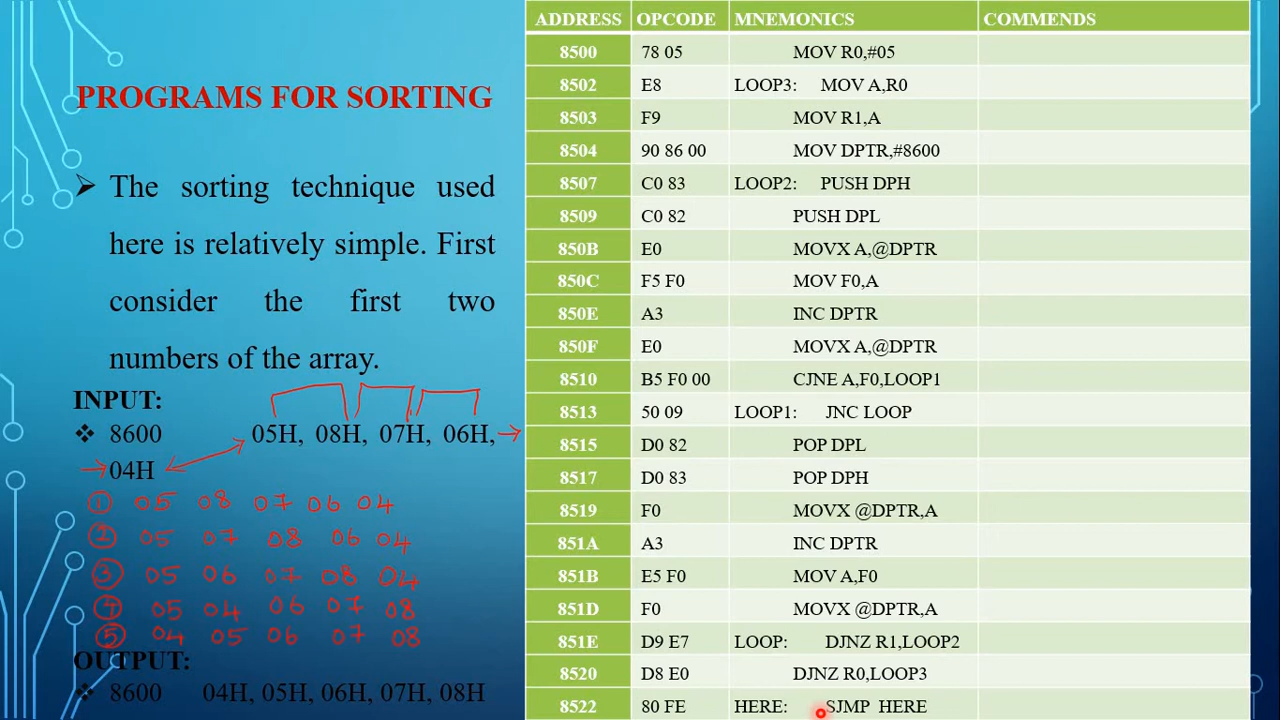 PROGRAMS FOR SORTING
➢ The sorting technique used
here is relatively simple. First
consider the first two
numbers of the array.
INPUT:
❖ 8600 05H, 08H, 07H, 06H, →
→ 04H
① 05 08 07 06 04
② 05 07 08 06 04
③ 05 06 07 08 04
④ 05 04 06 07 08
⑤ 04 05 06 07 08
OUTPUT:
❖ 8600 04H, 05H, 06H, 07H, 08H
ADDRESS OPCODE MNEMONICS COMMENDS
8500 78 05 MOV R0,#05
8502 E8 LOOP3: MOV A,R0
8503 F9 MOV R1,A
8504 90 86 00 MOV DPTR,#8600
8507 C0 83 LOOP2: PUSH DPH
8509 C0 82 PUSH DPL
850B E0 MOVX A,@DPTR
850C F5 F0 MOV F0,A
850E A3 INC DPTR
850F E0 MOVX A,@DPTR
8510 B5 F0 00 CJNE A,F0,LOOP1
8513 50 09 LOOP1: JNC LOOP
8515 D0 82 POP DPL
8517 D0 83 POP DPH
8519 F0 MOVX @DPTR,A
851A A3 INC DPTR
851B E5 F0 MOV A,F0
851D F0 MOVX @DPTR,A
851E D9 E7 LOOP: DJNZ R1,LOOP2
8520 D8 E0 DJNZ R0,LOOP3
8522 80 FE HERE: SJMP HERE